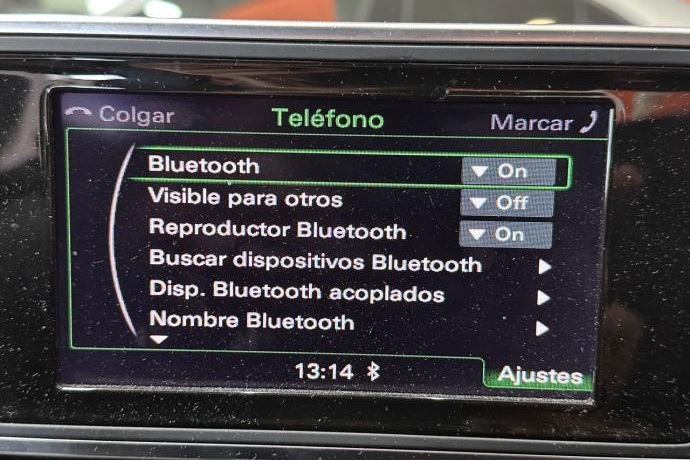 Colgar Teléfono Marcar
Bluetooth On
Visible para otros Off
Reproductor Bluetooth On
Buscar dispositivos Bluetooth
Disp. Bluetooth acoplados
Nombre Bluetooth
13:14 Ajustes